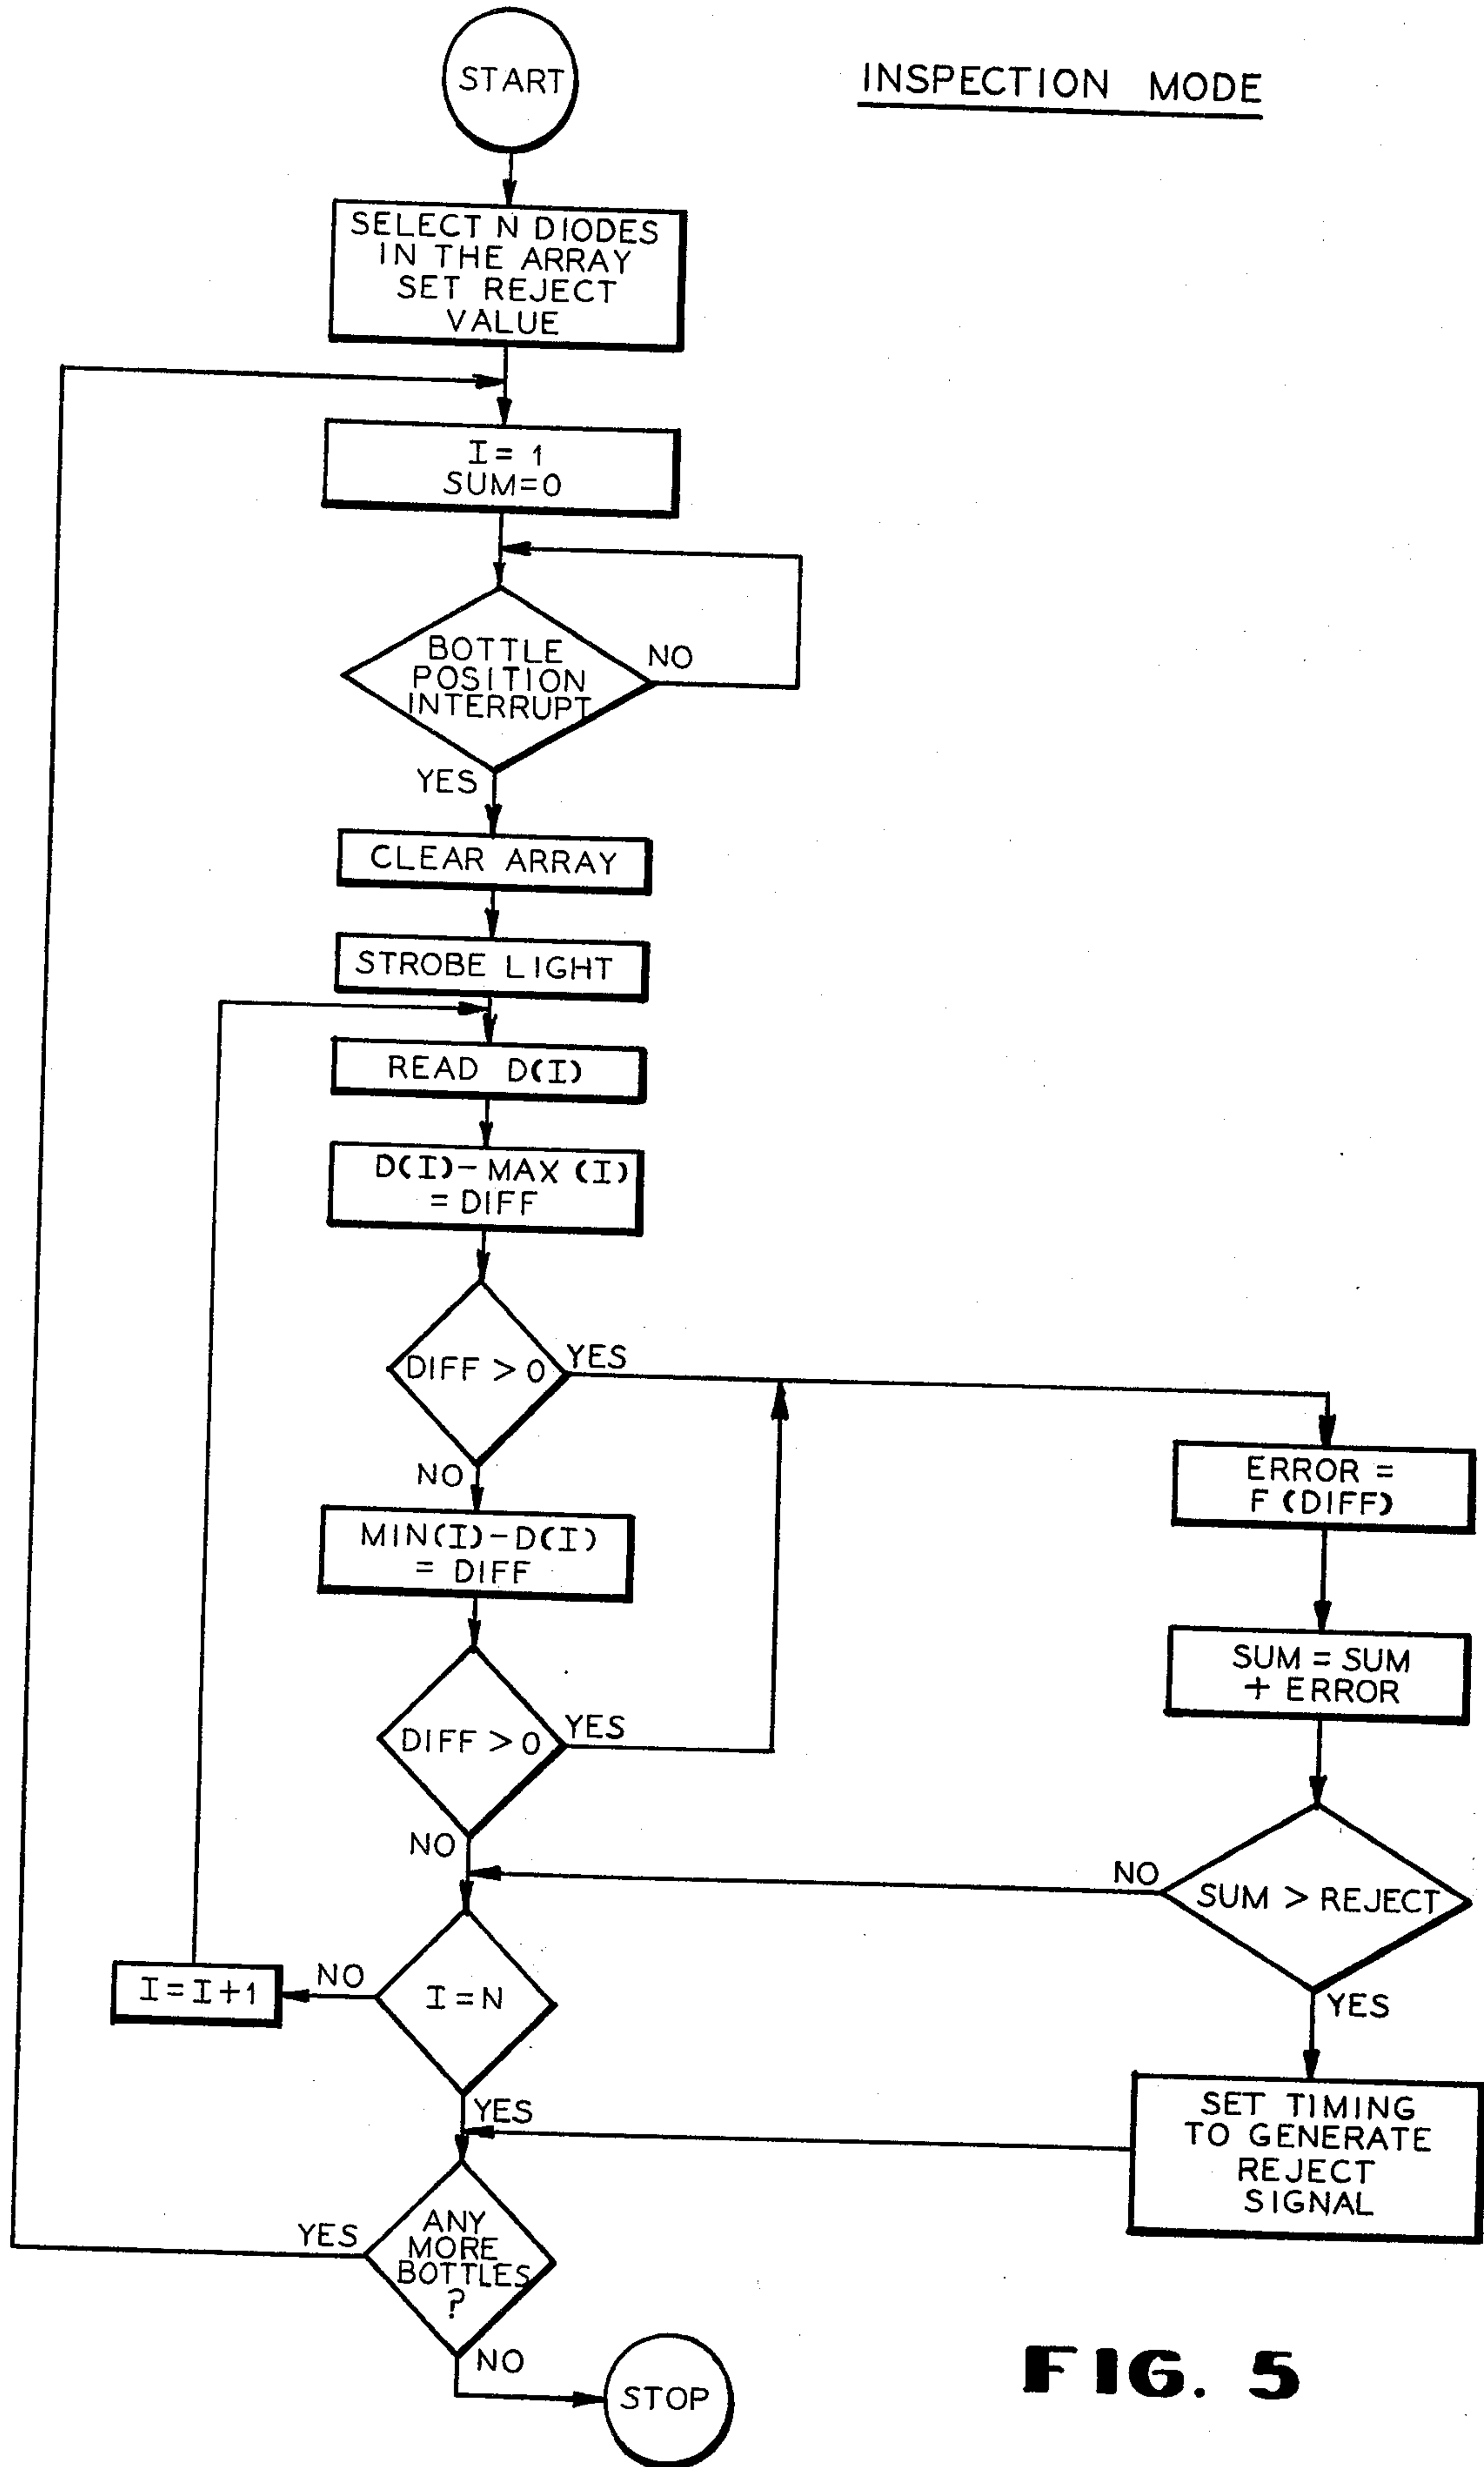 START
INSPECTION MODE
SELECT N DIODES
IN THE ARRAY
SET REJECT
VALUE
I = 1
SUM=0
BOTTLE
POSITION
INTERRUPT
NO
YES
CLEAR ARRAY
STROBE LIGHT
READ D(I)
D(I)-MAX (I)
= DIFF
DIFF > 0
YES
NO
ERROR =
F (DIFF)
MIN(I)-D(I)
= DIFF
SUM = SUM
+ ERROR
DIFF > 0
YES
NO
SUM > REJECT
NO
YES
I = N
NO
I = I+1
YES
SET TIMING
TO GENERATE
REJECT
SIGNAL
ANY
MORE
BOTTLES
?
YES
NO
STOP
FIG. 5